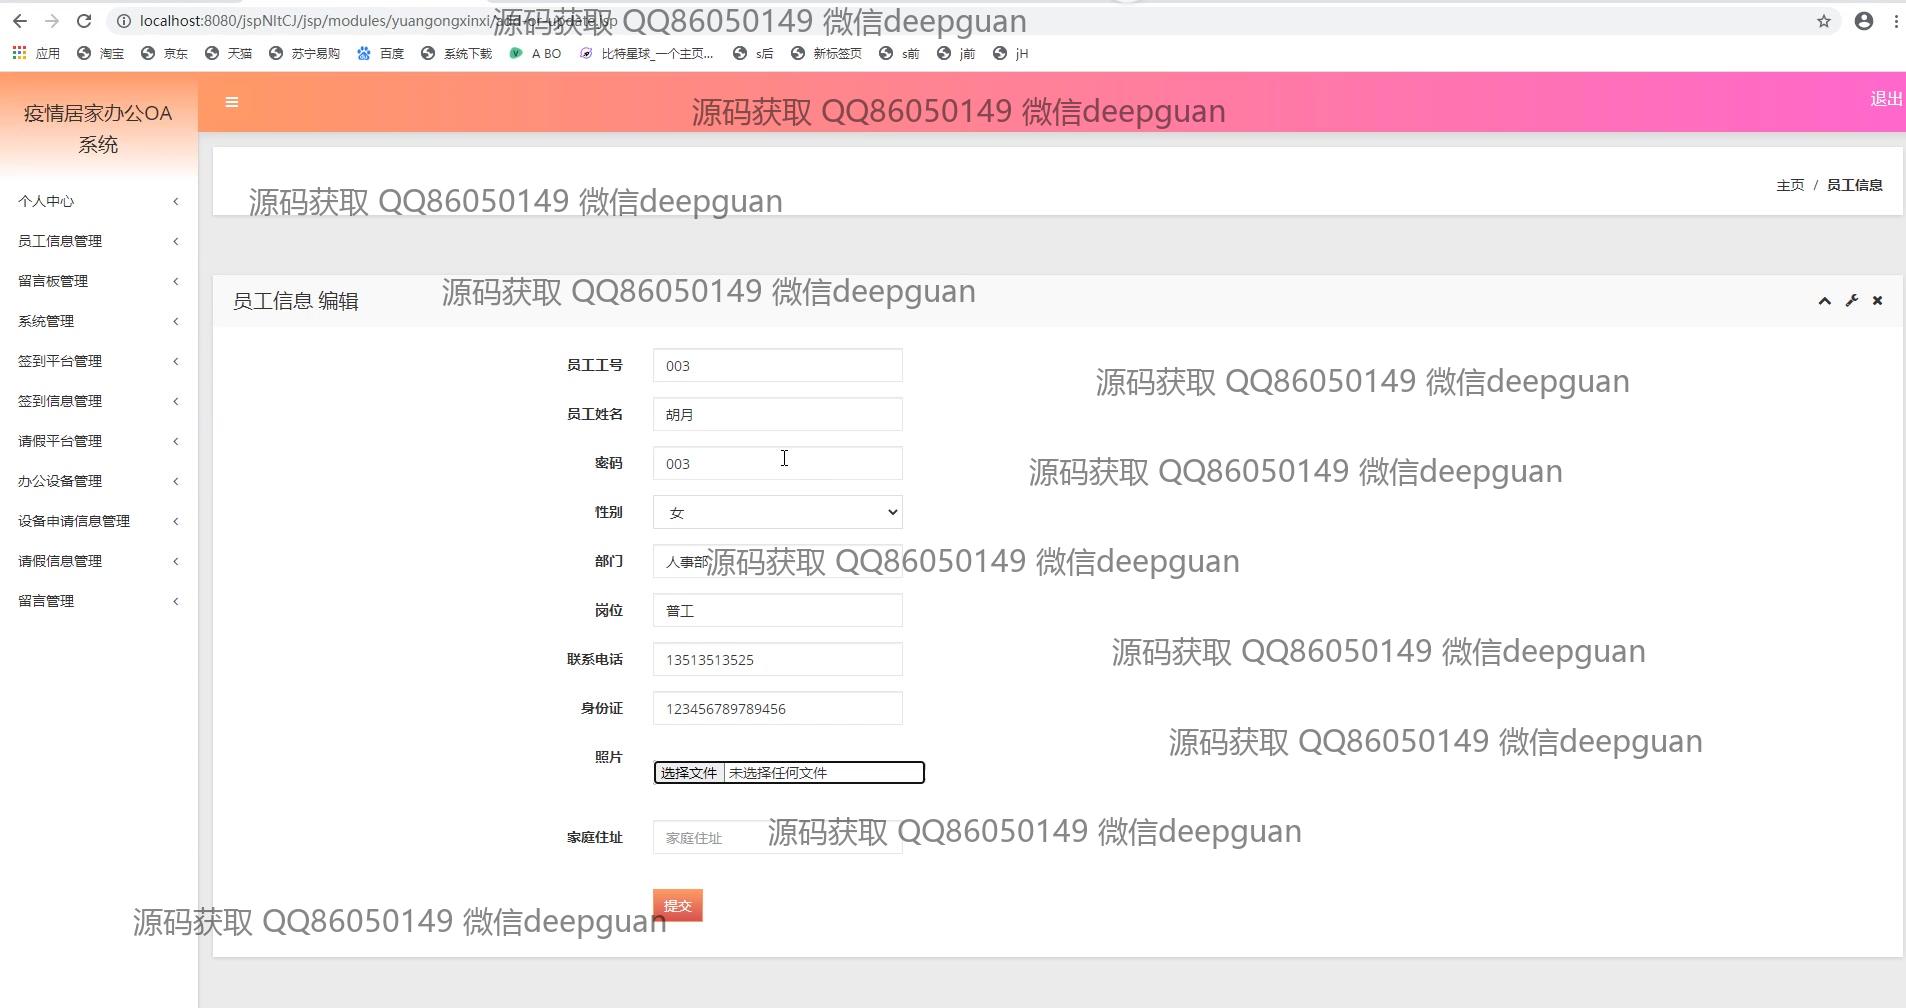 localhost:8080/jspNItCJ/jsp/modules/yuangongxinxi/add-or-update.jsp
源码获取 QQ86050149 微信deepguan
应用 淘宝 京东 天猫 苏宁易购 百度 系统下载 A BO 比特星球_一个主页... s后 新标签页 s前 j前 jH
疫情居家办公OA
系统
源码获取 QQ86050149 微信deepguan
退出
个人中心
员工信息管理
留言板管理
系统管理
签到平台管理
签到信息管理
请假平台管理
办公设备管理
设备申请信息管理
请假信息管理
留言管理
主页 / 员工信息
源码获取 QQ86050149 微信deepguan
员工信息 编辑
源码获取 QQ86050149 微信deepguan
员工工号 003
源码获取 QQ86050149 微信deepguan
员工姓名 胡月
密码 003
源码获取 QQ86050149 微信deepguan
性别 女
部门 人事部
源码获取 QQ86050149 微信deepguan
岗位 普工
联系电话 13513513525
源码获取 QQ86050149 微信deepguan
身份证 123456789789456
源码获取 QQ86050149 微信deepguan
照片 选择文件 未选择任何文件
家庭住址 家庭住址
源码获取 QQ86050149 微信deepguan
提交
源码获取 QQ86050149 微信deepguan